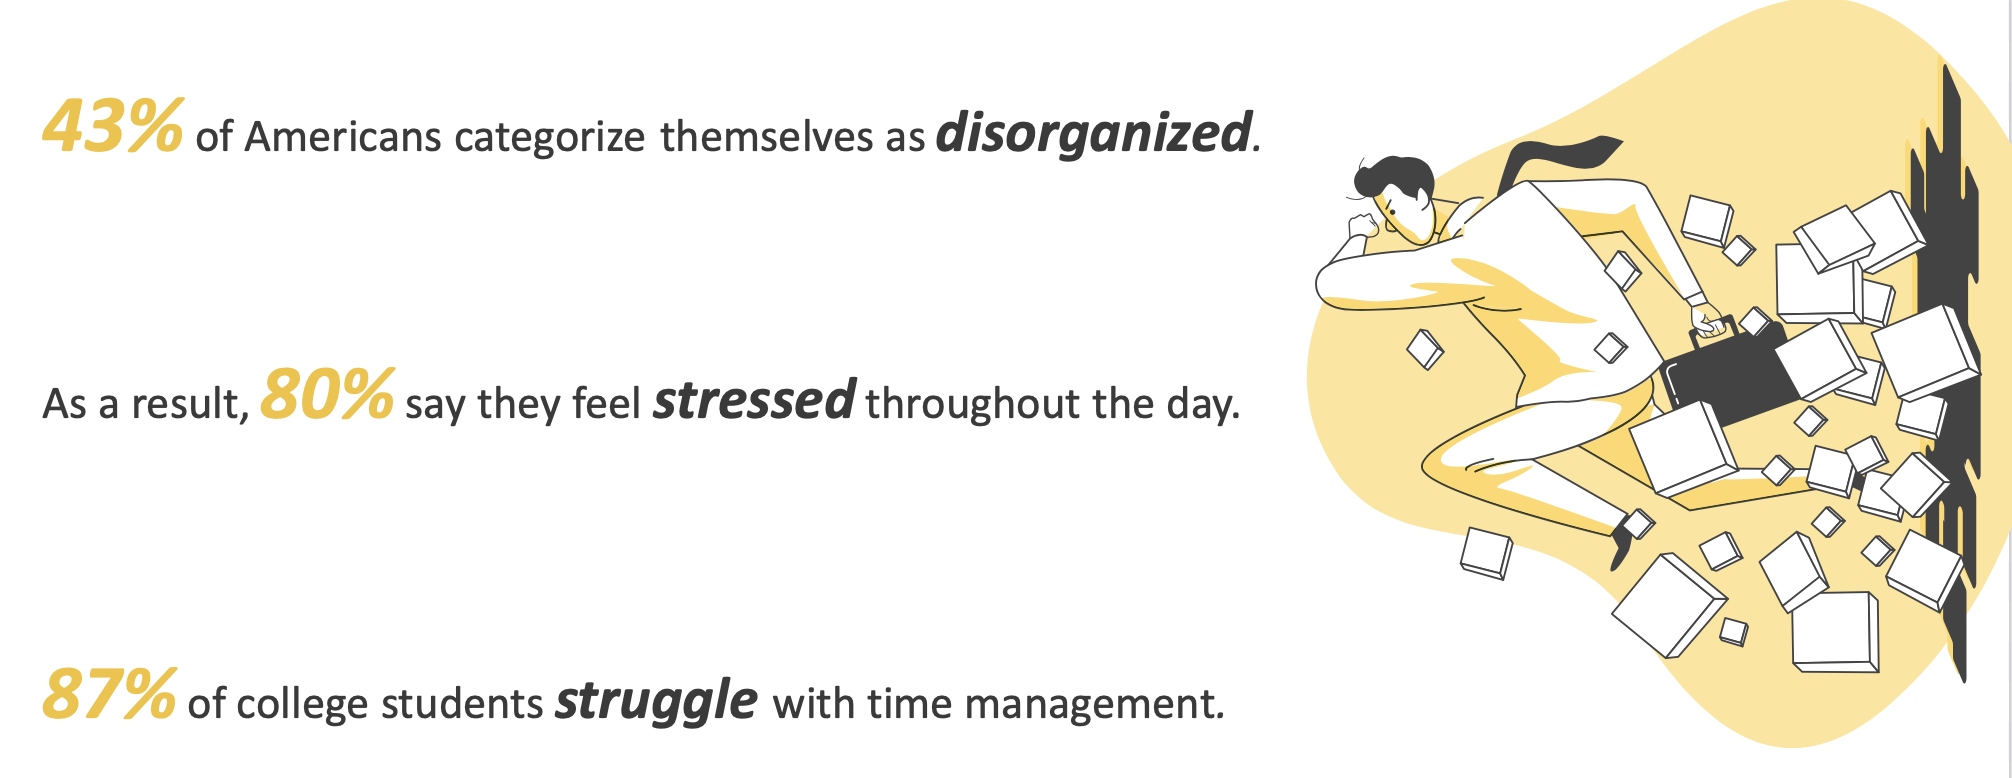 43% of Americans categorize themselves as disorganized.
As a result, 80% say they feel stressed throughout the day.
87% of college students struggle with time management.